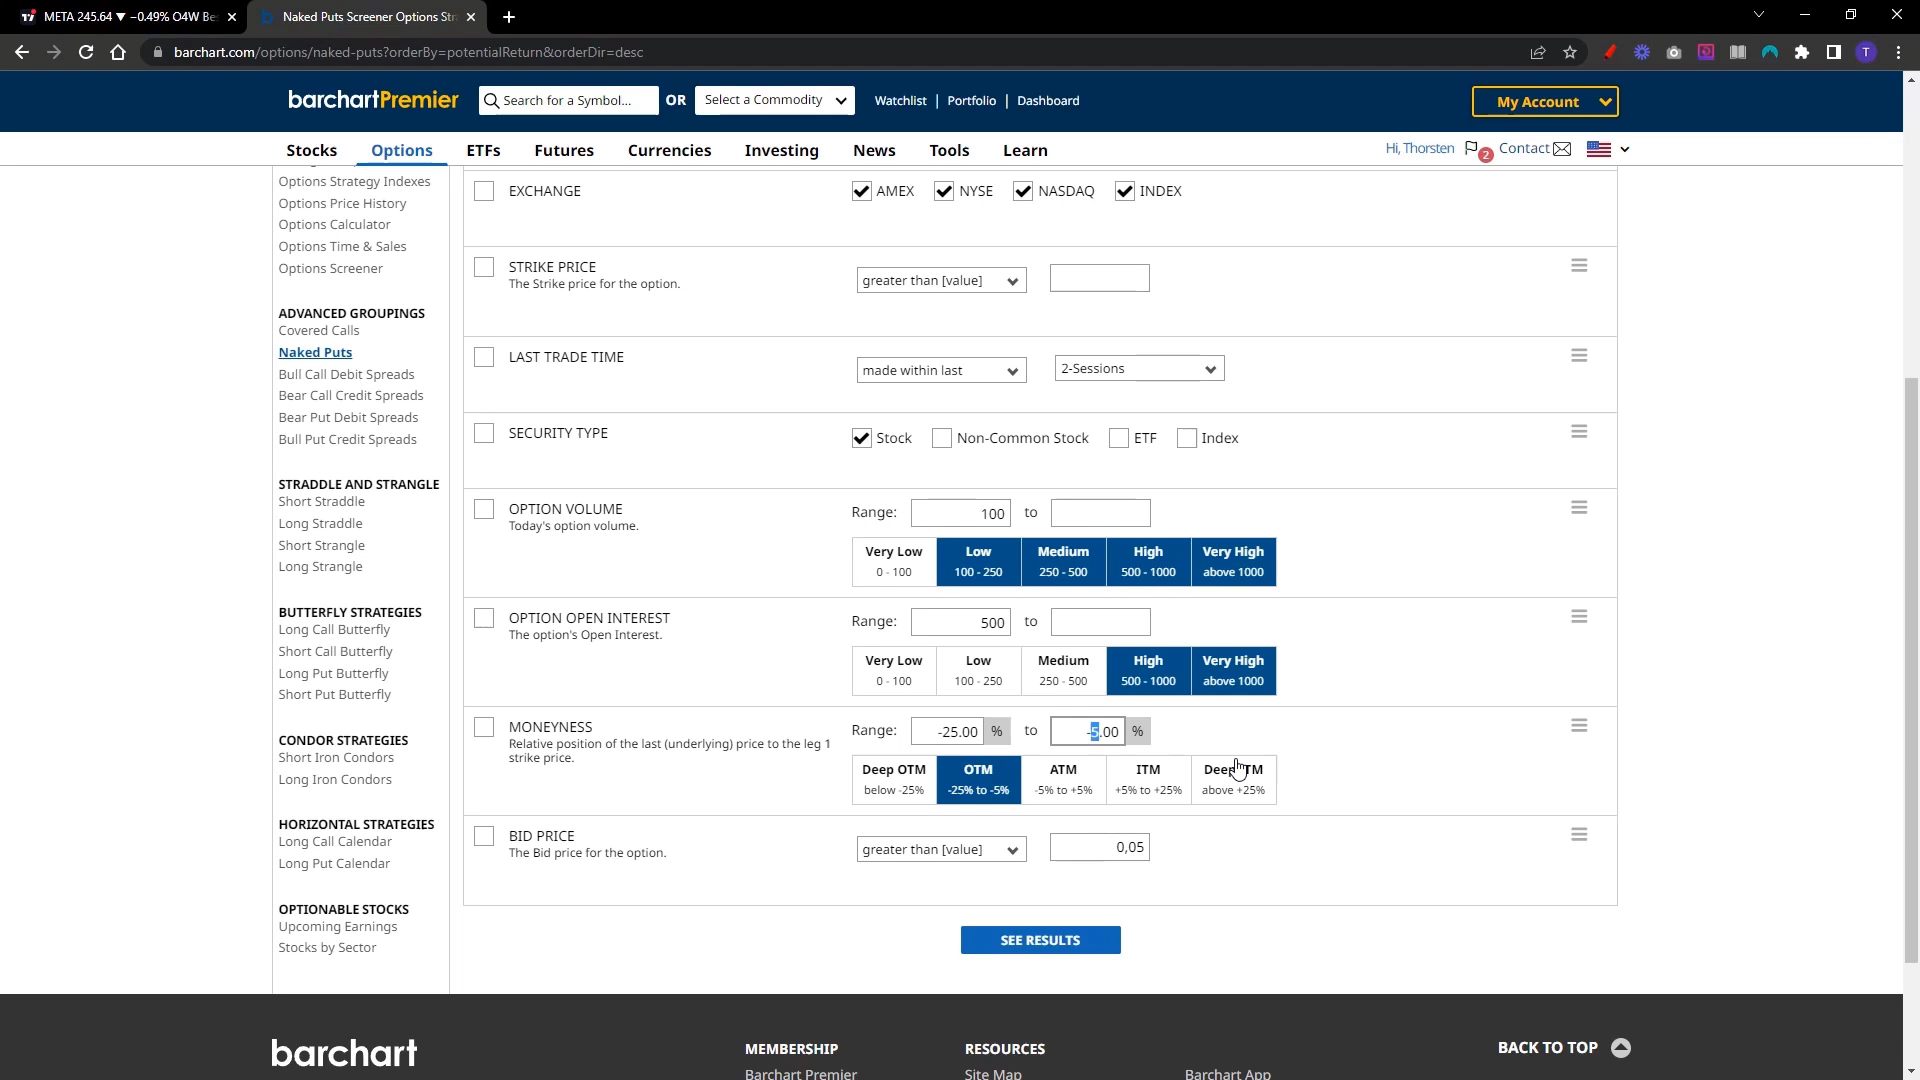 META 245.64 ▼ −0.49% O4W Be
Naked Puts Screener Options Str
barchart.com/options/naked-puts?orderBy=potentialReturn&orderDir=desc
T
barchartPremier
Search for a Symbol...
OR
Select a Commodity
Watchlist | Portfolio | Dashboard
My Account
Stocks Options ETFs Futures Currencies Investing News Tools Learn
Hi, Thorsten 2 Contact
Options Strategy Indexes
Options Price History
Options Calculator
Options Time & Sales
Options Screener
ADVANCED GROUPINGS
Covered Calls
Naked Puts
Bull Call Debit Spreads
Bear Call Credit Spreads
Bear Put Debit Spreads
Bull Put Credit Spreads
STRADDLE AND STRANGLE
Short Straddle
Long Straddle
Short Strangle
Long Strangle
BUTTERFLY STRATEGIES
Long Call Butterfly
Short Call Butterfly
Long Put Butterfly
Short Put Butterfly
CONDOR STRATEGIES
Short Iron Condors
Long Iron Condors
HORIZONTAL STRATEGIES
Long Call Calendar
Long Put Calendar
OPTIONABLE STOCKS
Upcoming Earnings
Stocks by Sector
EXCHANGE
AMEX NYSE NASDAQ INDEX
STRIKE PRICE
The Strike price for the option.
greater than [value]
LAST TRADE TIME
made within last
2-Sessions
SECURITY TYPE
Stock Non-Common Stock ETF Index
OPTION VOLUME
Today's option volume.
Range: 100 to
Very Low Low Medium High Very High
0 - 100 100 - 250 250 - 500 500 - 1000 above 1000
OPTION OPEN INTEREST
The option's Open Interest.
Range: 500 to
Very Low Low Medium High Very High
0 - 100 100 - 250 250 - 500 500 - 1000 above 1000
MONEYNESS
Relative position of the last (underlying) price to the leg 1
strike price.
Range: -25.00 % to -5.00 %
Deep OTM OTM ATM ITM Deep ITM
below -25% -25% to -5% -5% to +5% +5% to +25% above +25%
BID PRICE
The Bid price for the option.
greater than [value] 0,05
SEE RESULTS
barchart
MEMBERSHIP
Barchart Premier
RESOURCES
Site Map
Barchart App
BACK TO TOP